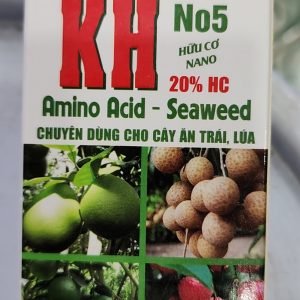 KH No5
HỮU CƠ
NANO
20% HC
Amino Acid - Seaweed
CHUYÊN DÙNG CHO CÂY ĂN TRÁI, LÚA